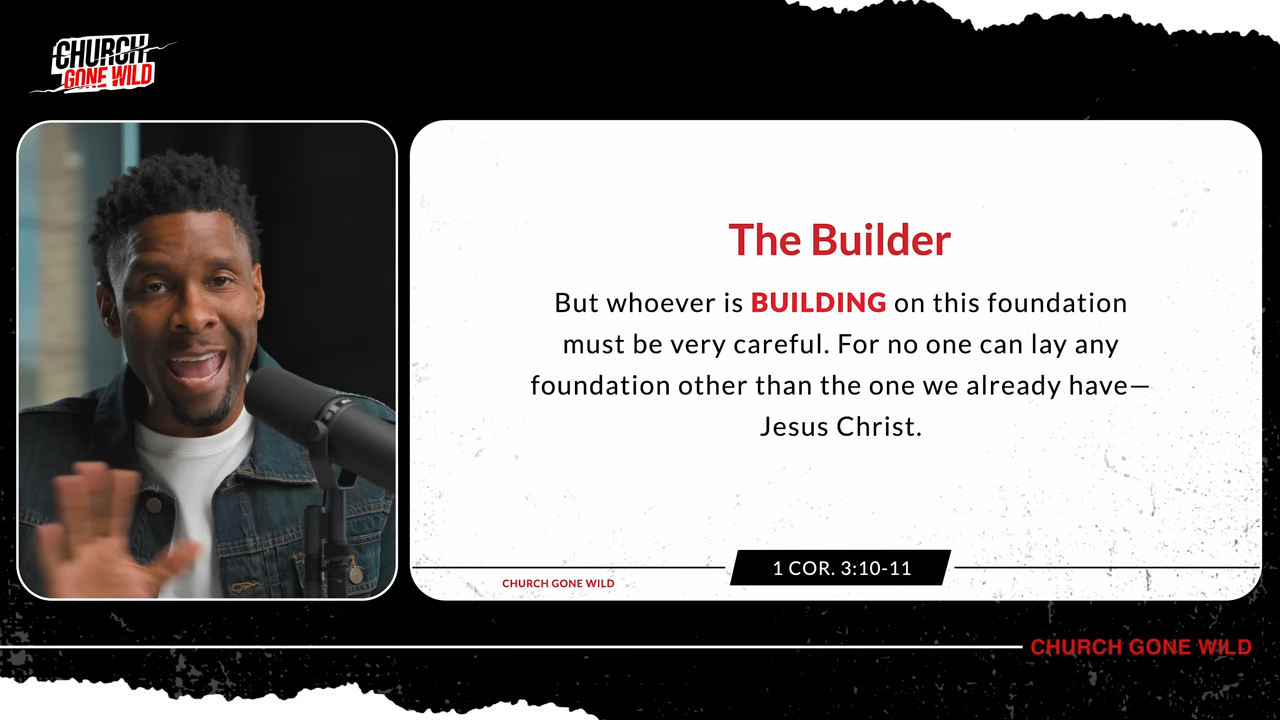 CHURCH
GONE WILD
The Builder
But whoever is BUILDING on this foundation
must be very careful. For no one can lay any
foundation other than the one we already have—
Jesus Christ.
1 COR. 3:10-11
CHURCH GONE WILD
CHURCH GONE WILD